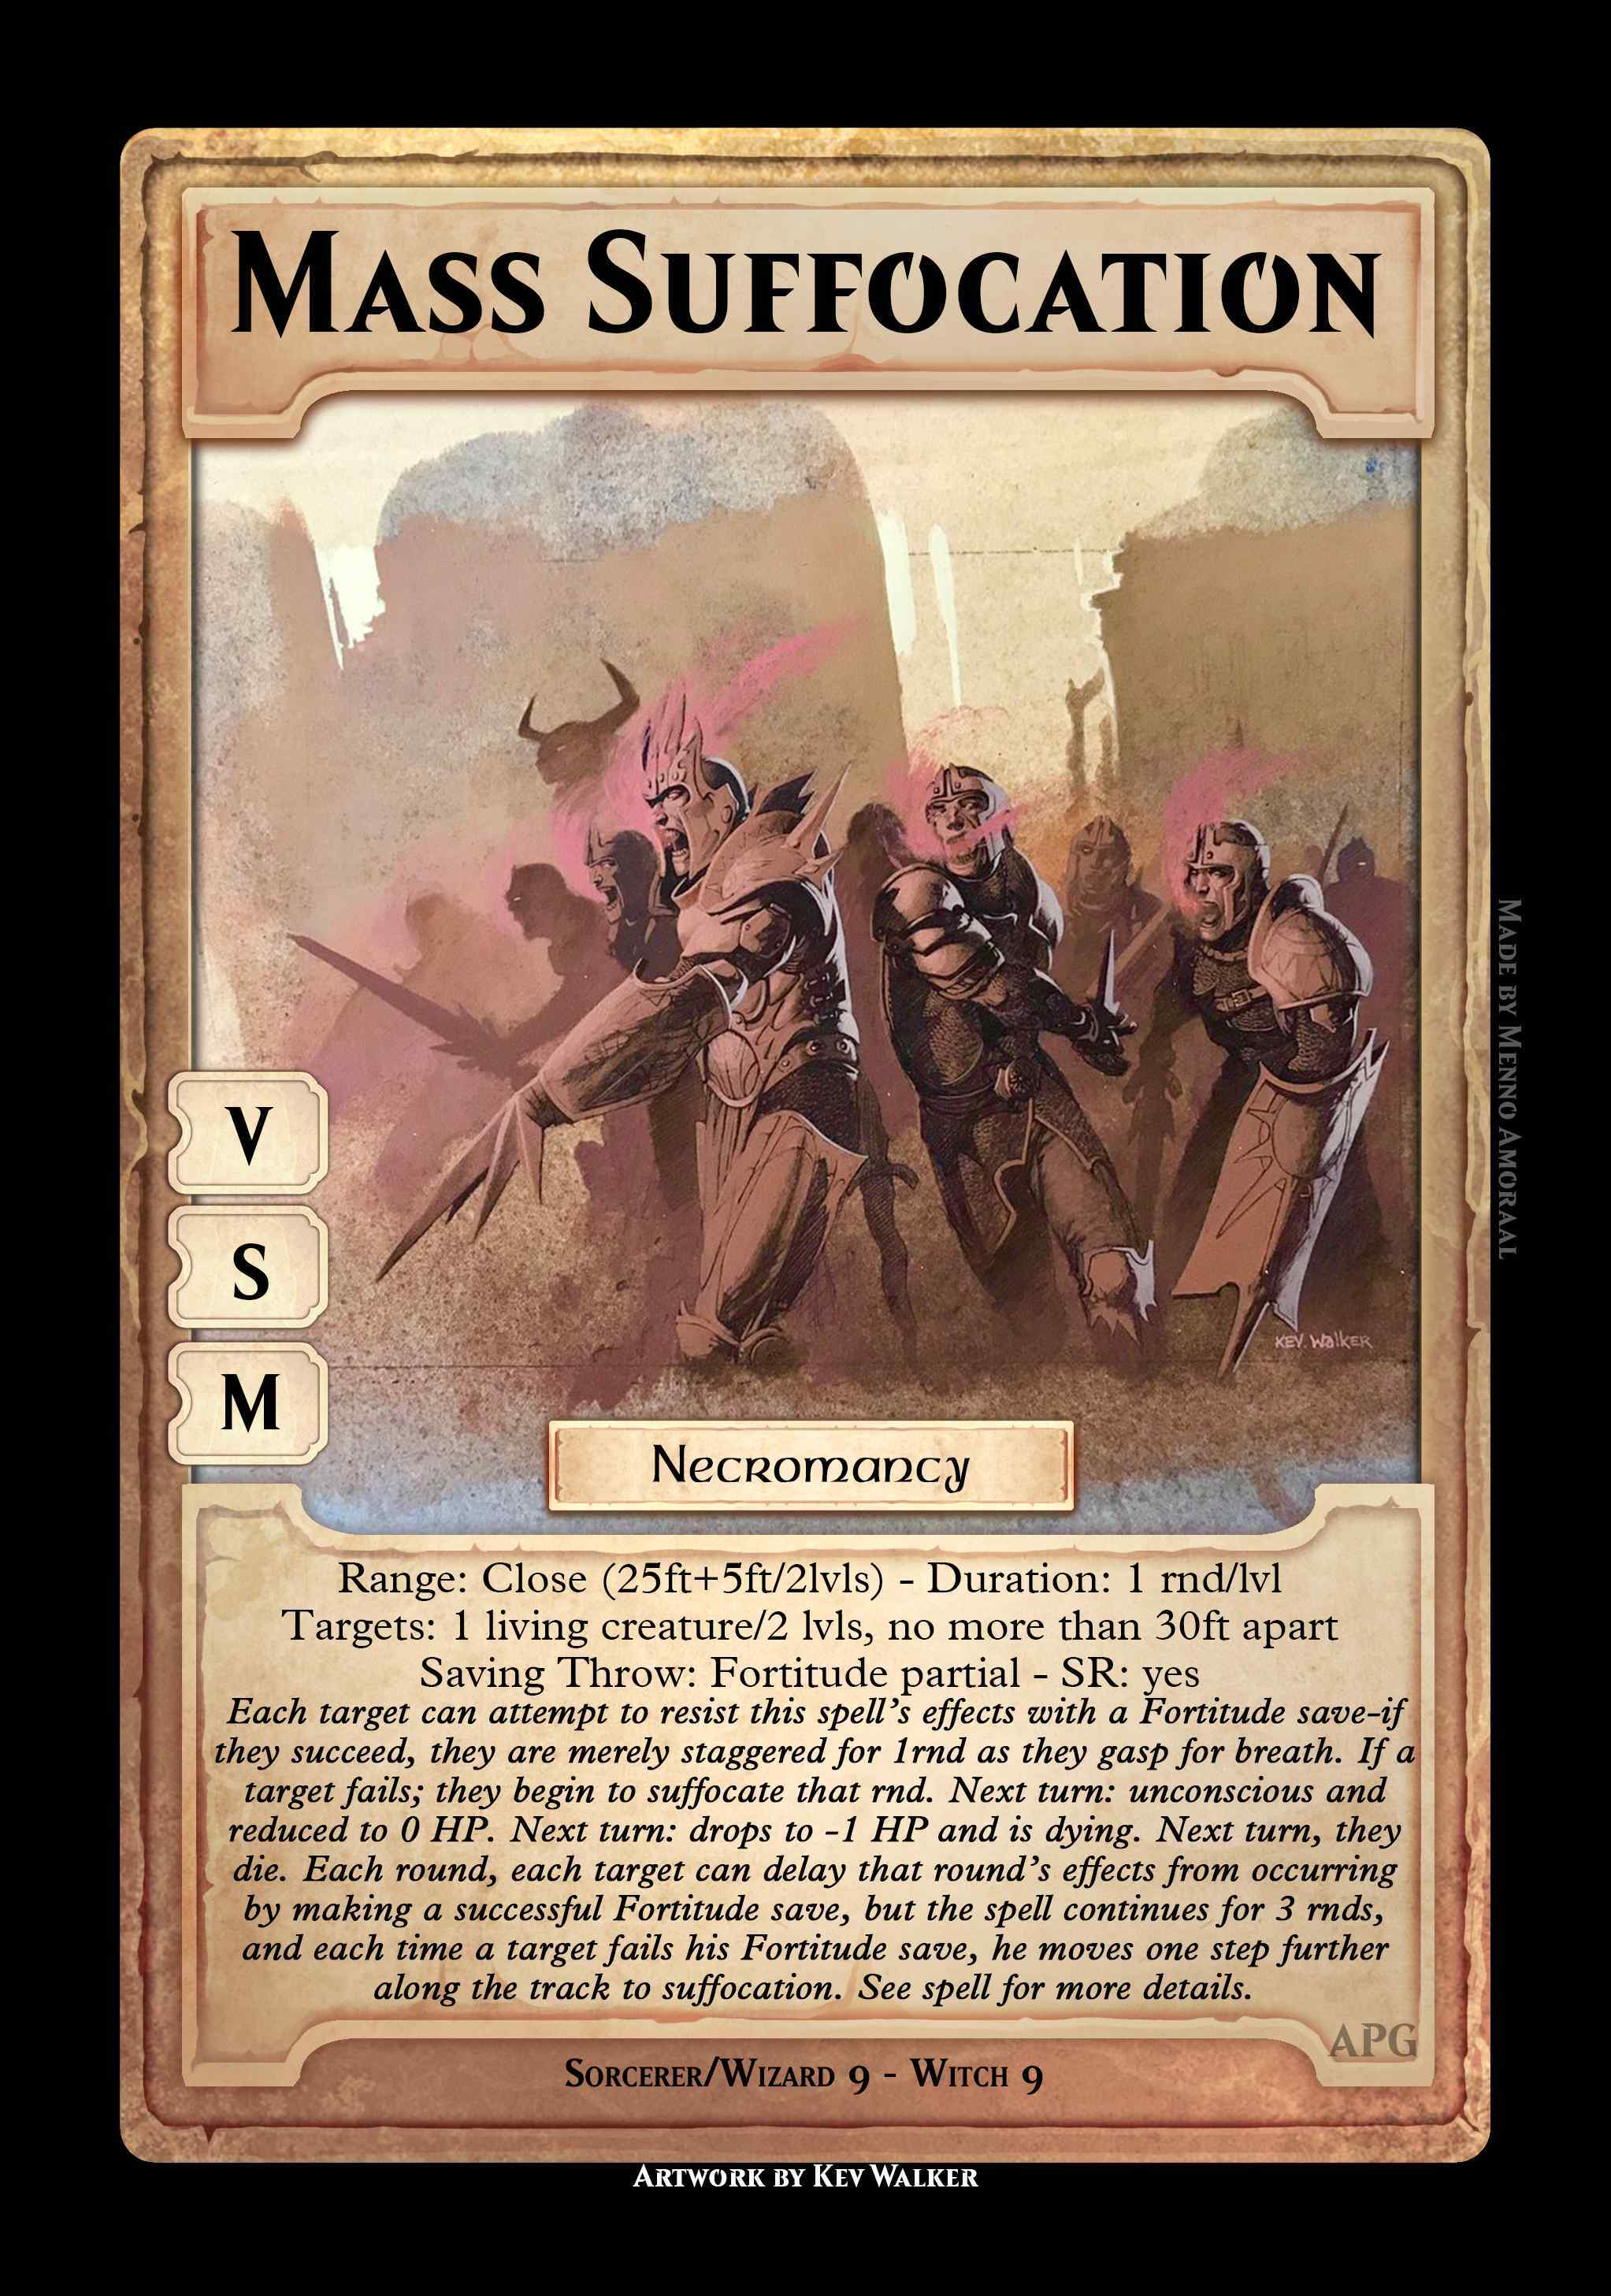 Mass Suffocation
Kev. Walker
V
S
M
Necromancy
Range: Close (25ft+5ft/2lvls) - Duration: 1 rnd/lvl
Targets: 1 living creature/2 lvls, no more than 30ft apart
Saving Throw: Fortitude partial - SR: yes
Each target can attempt to resist this spell's effects with a Fortitude save-if
they succeed, they are merely staggered for 1rnd as they gasp for breath. If a
target fails; they begin to suffocate that rnd. Next turn: unconscious and
reduced to 0 HP. Next turn: drops to -1 HP and is dying. Next turn, they
die. Each round, each target can delay that round's effects from occurring
by making a successful Fortitude save, but the spell continues for 3 rnds,
and each time a target fails his Fortitude save, he moves one step further
along the track to suffocation. See spell for more details.
APG
Sorcerer/Wizard 9 - Witch 9
Artwork by Kev Walker
Made by Menno Amoraal